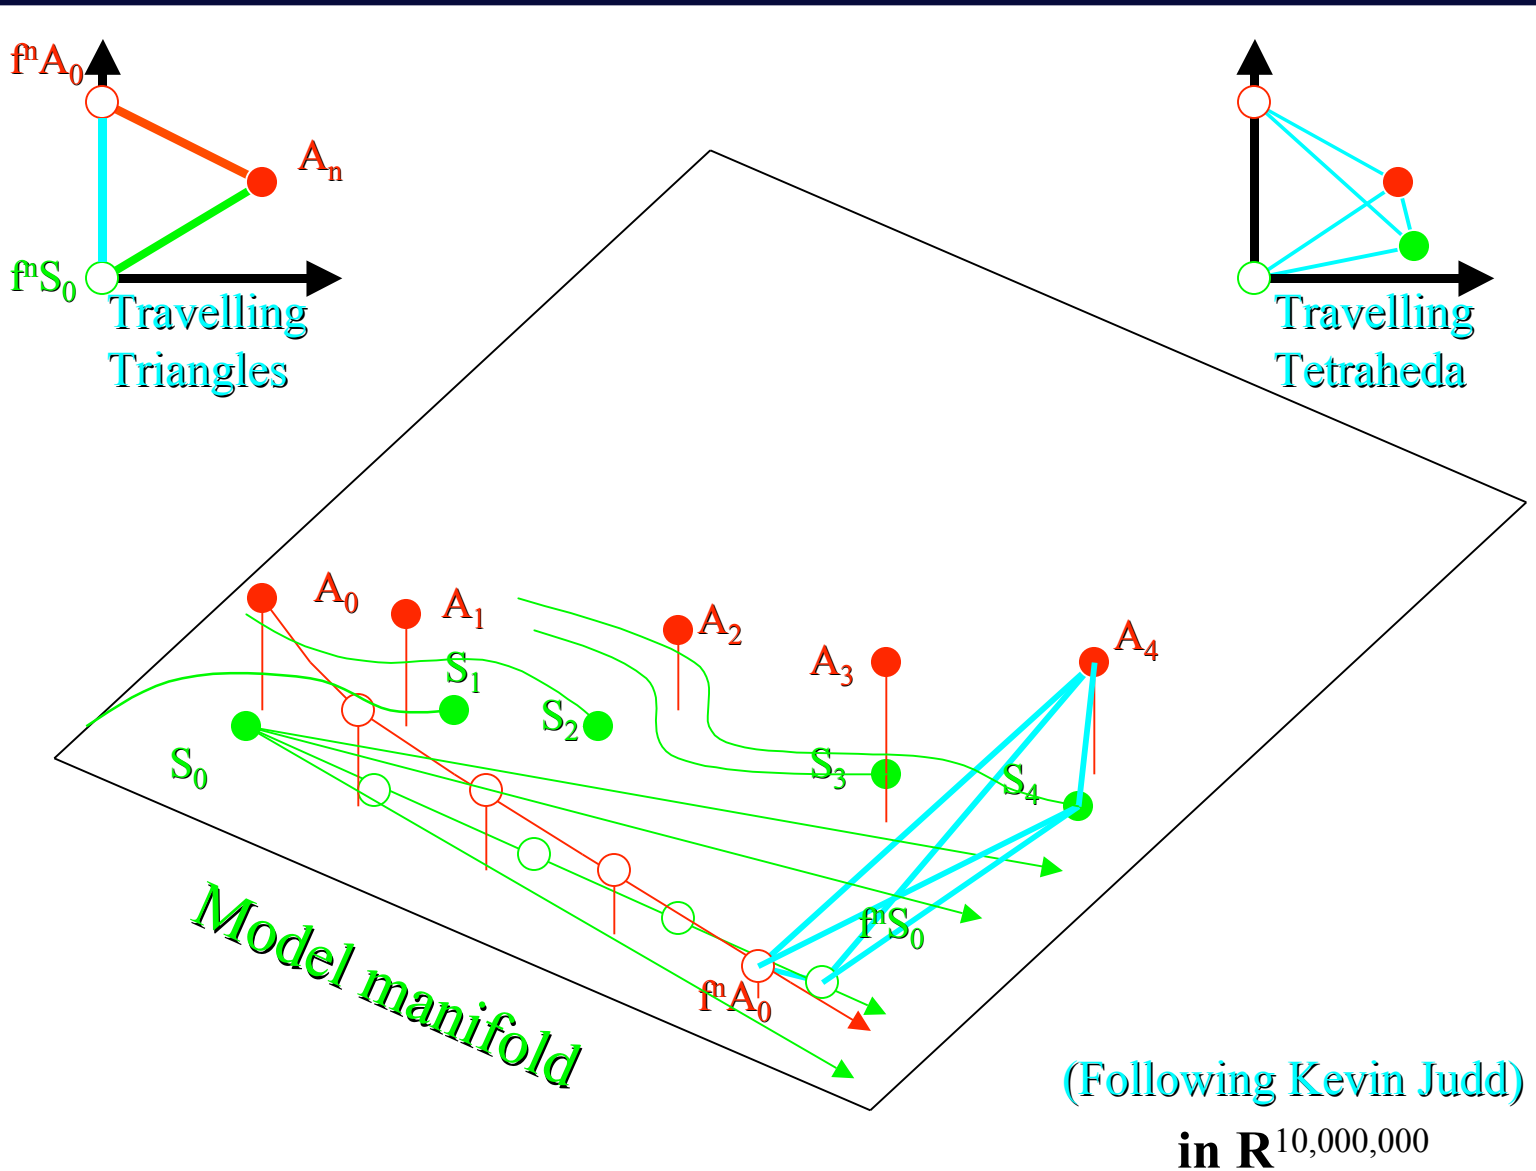 fⁿA₀
Aₙ
fⁿS₀
Travelling
Triangles
Travelling
Tetraheda
A₀
A₁
A₂
A₃
A₄
S₁
S₂
S₀
S₃
S₄
fⁿS₀
fⁿA₀
Model manifold
(Following Kevin Judd)
in R¹⁰,⁰⁰⁰,⁰⁰⁰